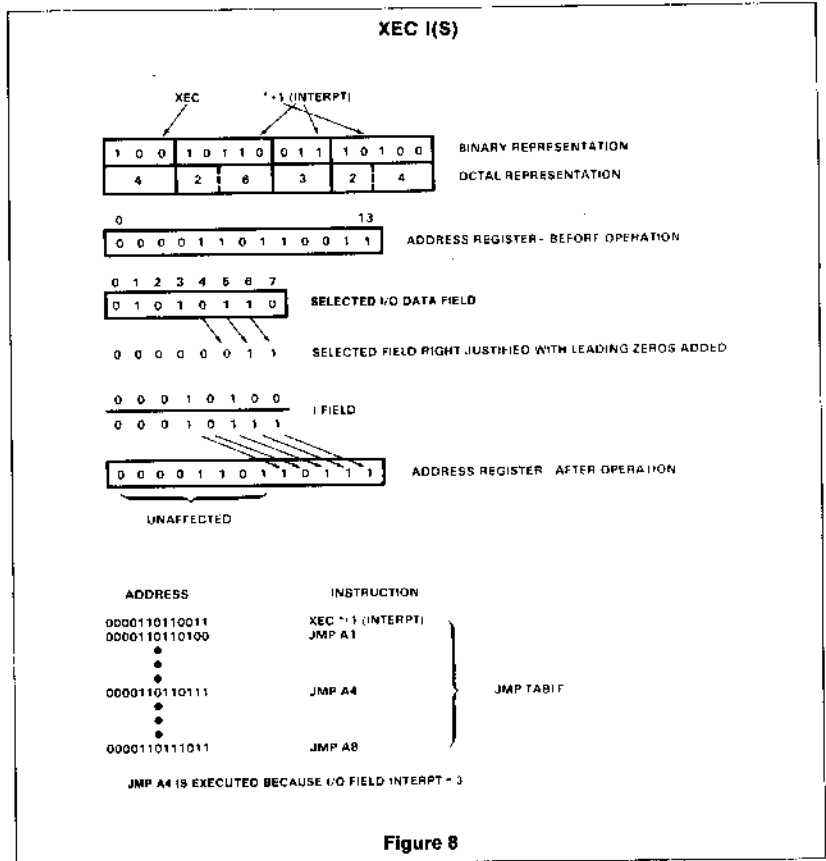 XEC I(S)
XEC *+1 (INTERPT)
1 0 0 1 0 1 1 0 0 1 1 1 0 1 0 0 BINARY REPRESENTATION
4 2 6 3 2 4 OCTAL REPRESENTATION
0 13
0 0 0 0 1 1 0 1 1 0 0 1 1 ADDRESS REGISTER - BEFORE OPERATION
0 1 2 3 4 5 6 7
0 1 0 1 0 1 1 0 SELECTED I/O DATA FIELD
0 0 0 0 0 0 1 1 SELECTED FIELD RIGHT JUSTIFIED WITH LEADING ZEROS ADDED
0 0 0 1 0 1 0 0 I FIELD
0 0 0 1 0 1 1 1
0 0 0 0 1 1 0 1 1 0 1 1 1 ADDRESS REGISTER AFTER OPERATION
UNAFFECTED
ADDRESS INSTRUCTION
0000110110011 XEC *+1 (INTERPT)
0000110110100 JMP A1
0000110110111 JMP A4 JMP TABLE
0000110111011 JMP A8
JMP A4 IS EXECUTED BECAUSE I/O FIELD INTERPT = 3
Figure 8